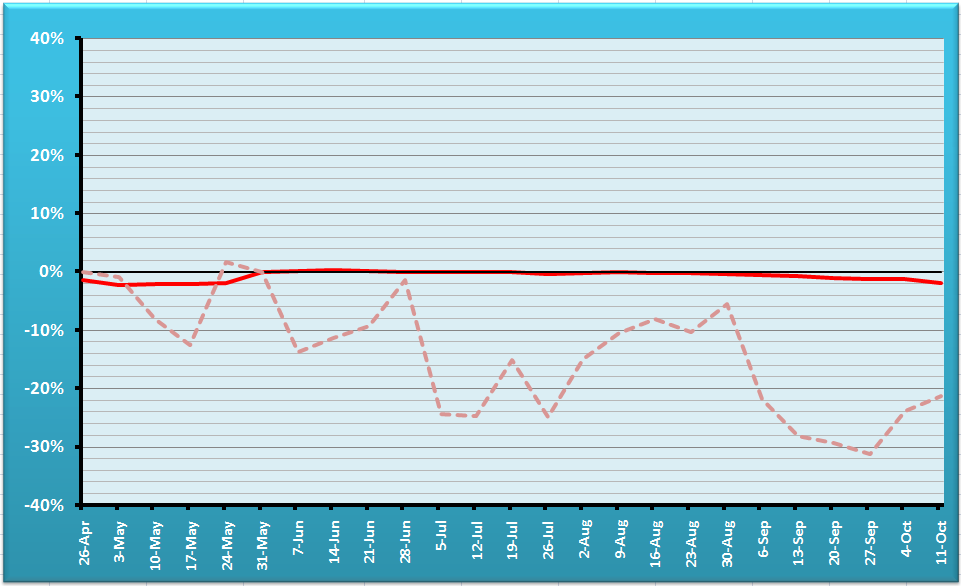 40%
30%
20%
10%
0%
-10%
-20%
-30%
-40%
26-Apr
3-May
10-May
17-May
24-May
31-May
7-Jun
14-Jun
21-Jun
28-Jun
5-Jul
12-Jul
19-Jul
26-Jul
2-Aug
9-Aug
16-Aug
23-Aug
30-Aug
6-Sep
13-Sep
20-Sep
27-Sep
4-Oct
11-Oct